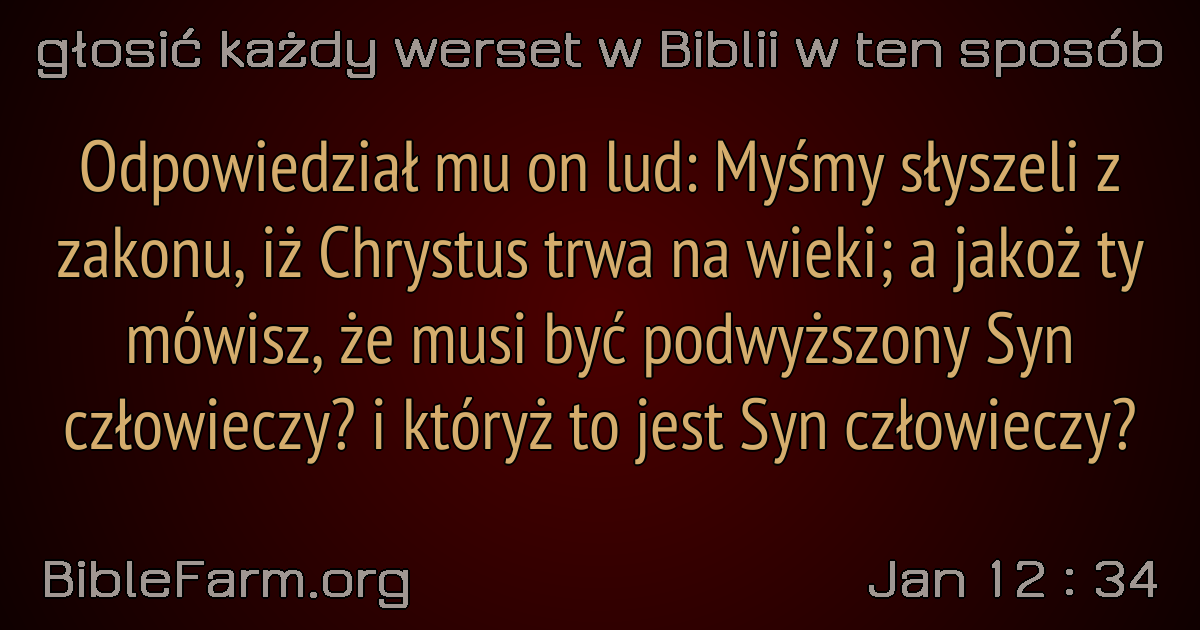 głosić każdy werset w Biblii w ten sposób
Odpowiedział mu on lud: Myśmy słyszeli z
zakonu, iż Chrystus trwa na wieki; a jakoż ty
mówisz, że musi być podwyższony Syn
człowieczy? i któryż to jest Syn człowieczy?
BibleFarm.org
Jan 12 : 34